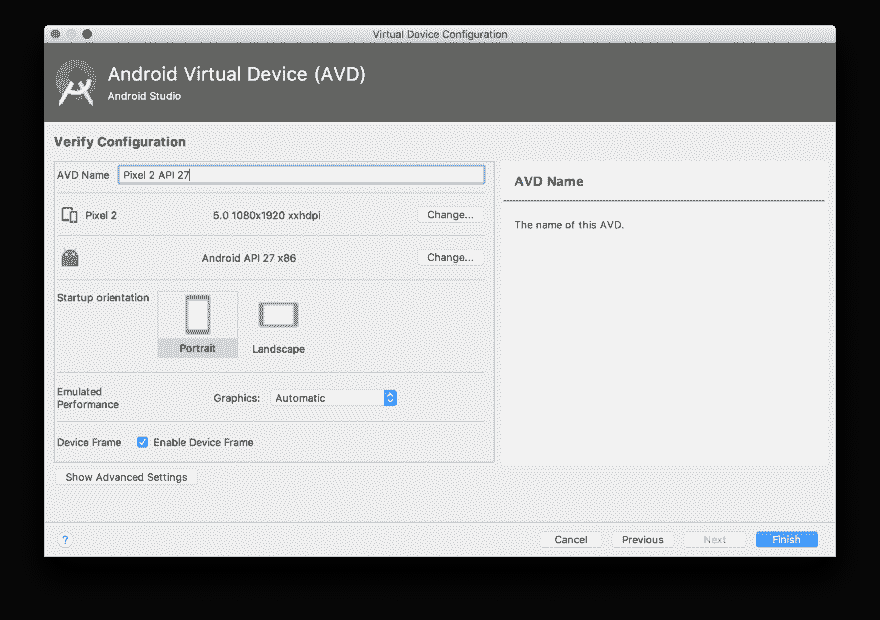 Virtual Device Configuration
Android Virtual Device (AVD)
Android Studio
Verify Configuration
AVD Name Pixel 2 API 27
Pixel 2 5.0 1080x1920 xxhdpi Change...
Android API 27 x86 Change...
Startup orientation
Portrait Landscape
Emulated
Performance
Graphics: Automatic
Device Frame Enable Device Frame
Show Advanced Settings
AVD Name
The name of this AVD.
? Cancel Previous Next Finish